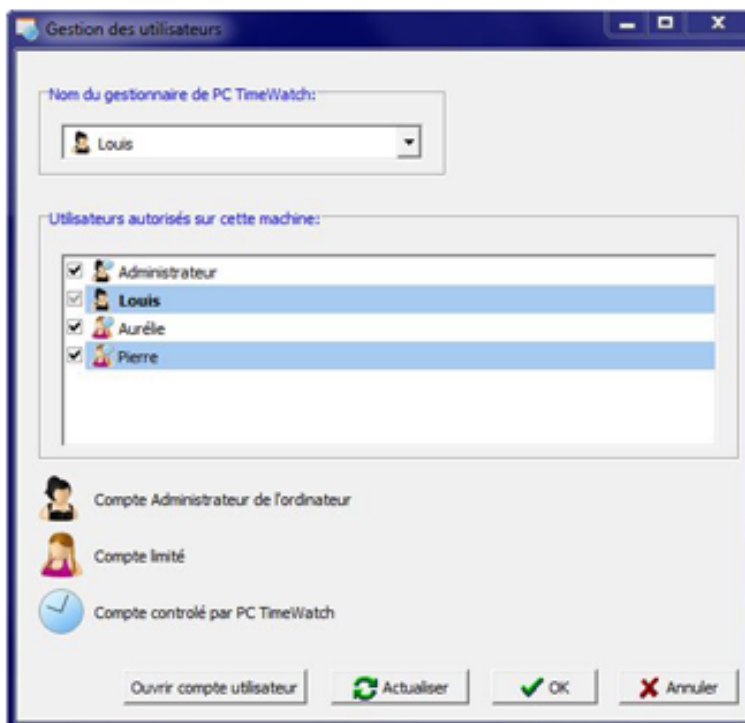 Gestion des utilisateurs
Nom du gestionnaire de PC TimeWatch:
Louis
Utilisateurs autorisés sur cette machine:
Administrateur
Louis
Aurélie
Pierre
Compte Administrateur de l'ordinateur
Compte limité
Compte controlé par PC TimeWatch
Ouvrir compte utilisateur
Actualiser
OK
Annuler